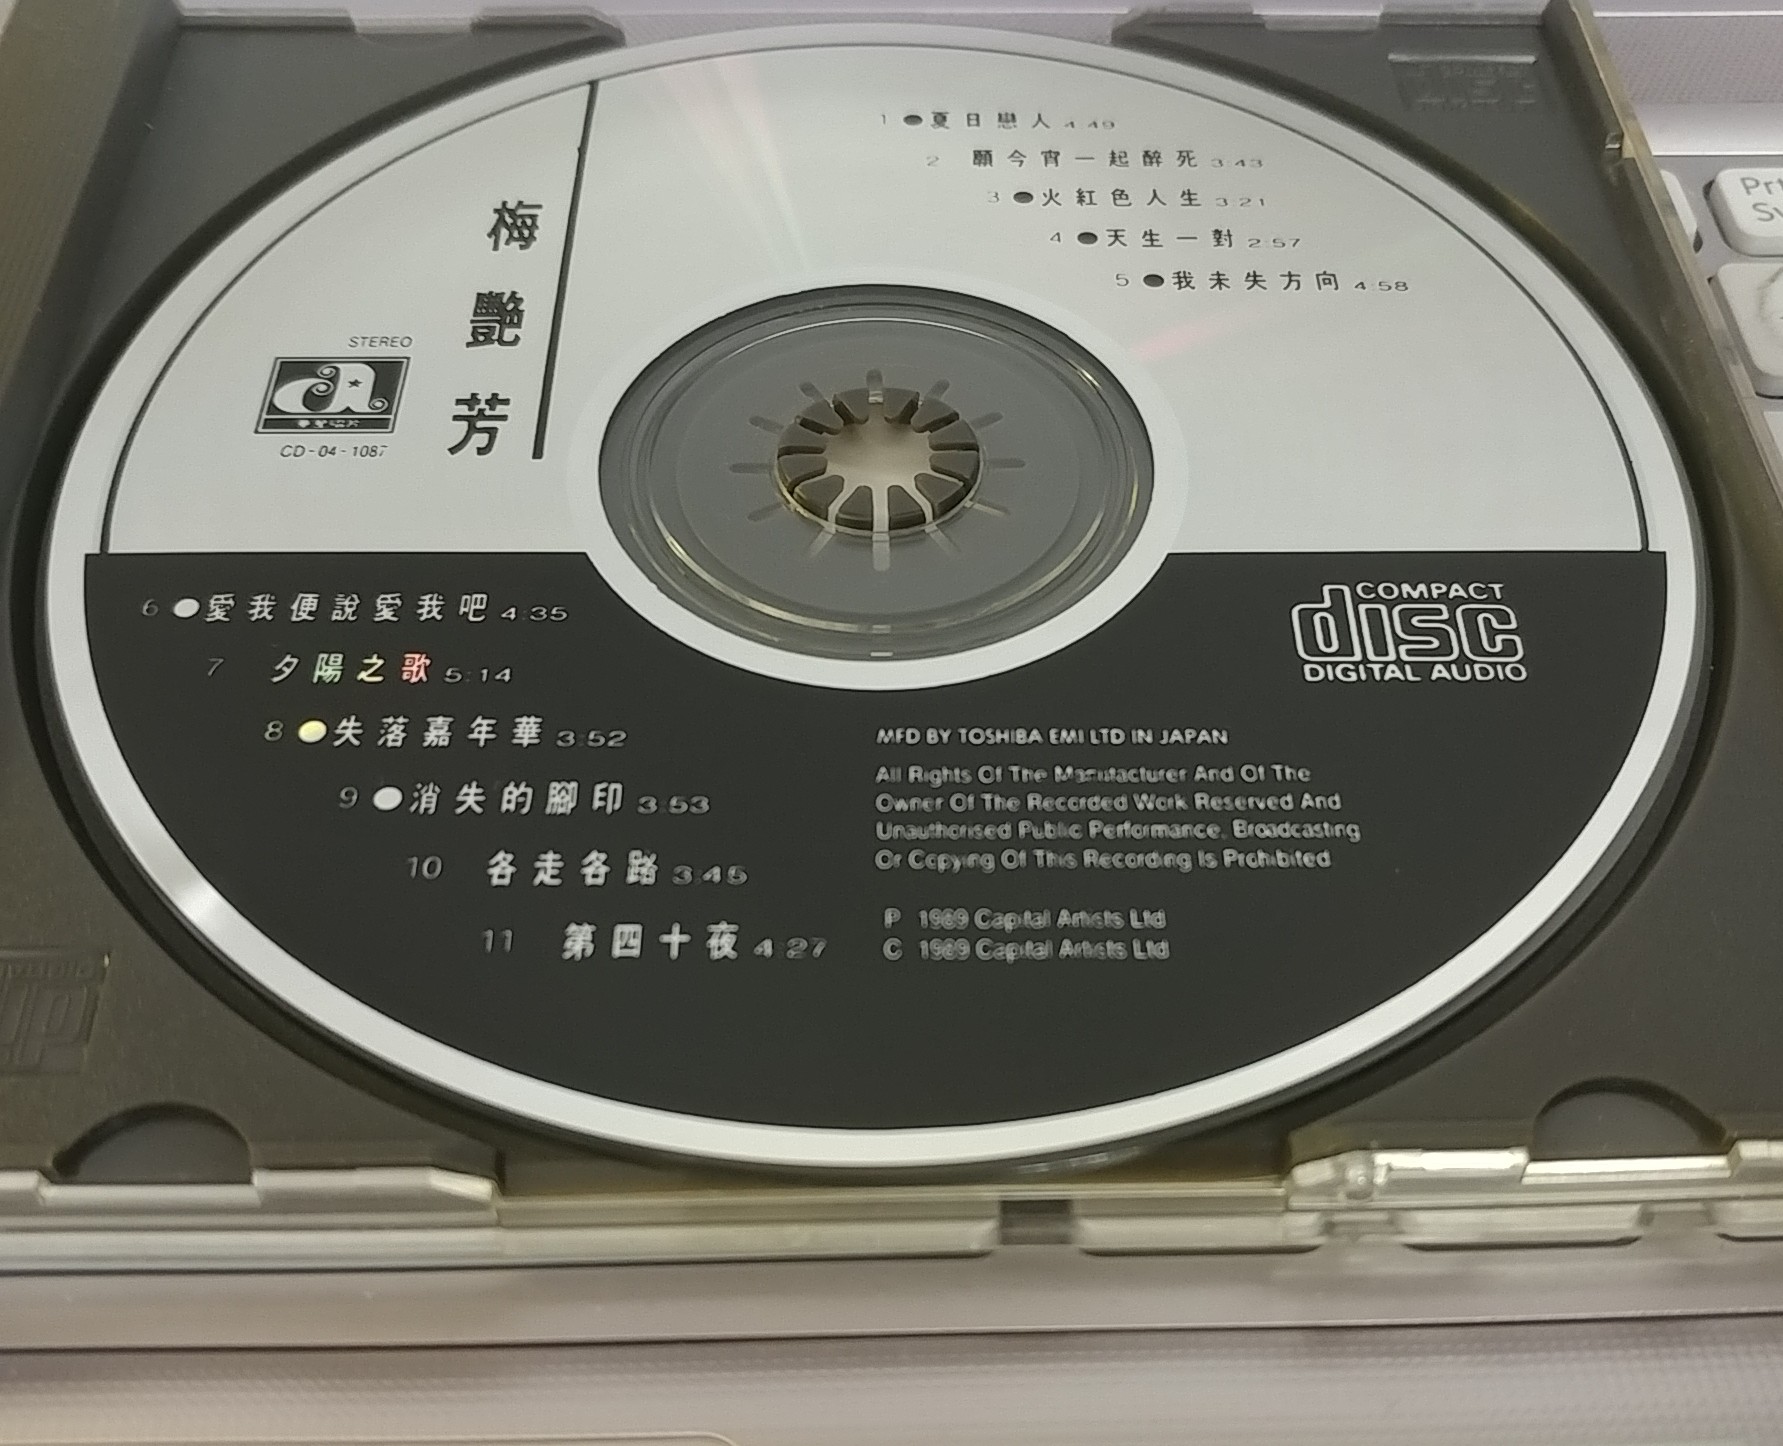 1 ●夏日戀人 4:49
2 願今宵一起醉死 3:43
3 ●火紅色人生 3:21
4 ●天生一對 2:57
5 ●我未失方向 4:58
梅艷芳
STEREO
a
華星唱片
CD-04-1087
6 ●愛我便說愛我吧 4:35
7 夕陽之歌 5:14
8 ●失落嘉年華 3:52
9 ●消失的腳印 3:53
10 各走各路 3:45
11 第四十夜 4:27
COMPACT
disc
DIGITAL AUDIO
MFD BY TOSHIBA EMI LTD IN JAPAN
All Rights Of The Manufacturer And Of The
Owner Of The Recorded Work Reserved And
Unauthorised Public Performance, Broadcasting
Or Copying Of This Recording Is Prohibited
P 1989 Capital Artists Ltd
C 1989 Capital Artists Ltd